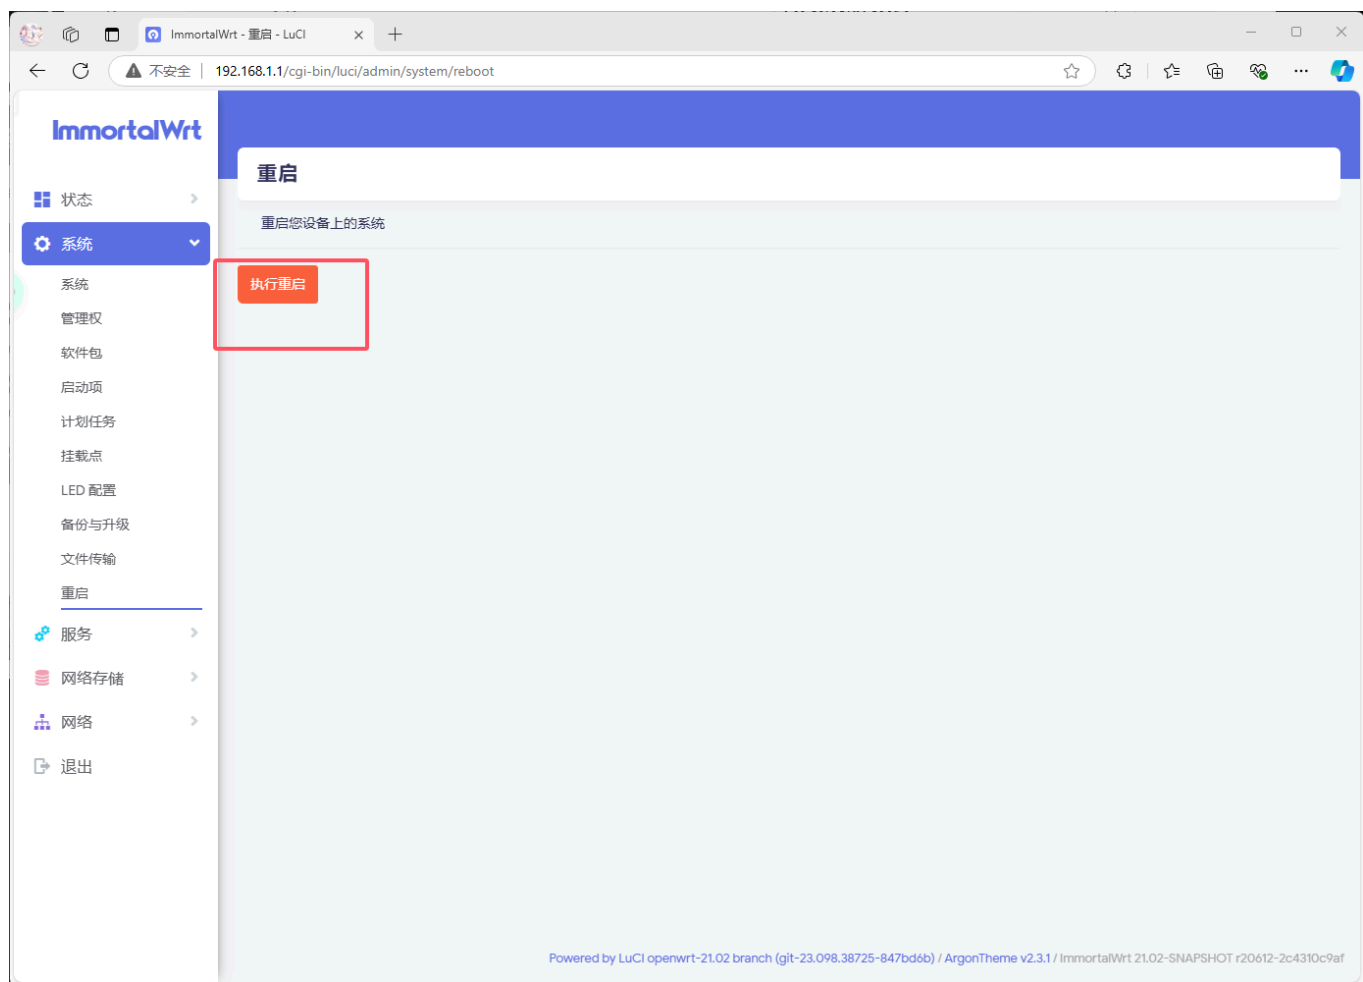 ImmortalWrt - 重启 - LuCI
不安全
192.168.1.1/cgi-bin/luci/admin/system/reboot
ImmortalWrt
重启
重启您设备上的系统
执行重启
状态
系统
系统
管理权
软件包
启动项
计划任务
挂载点
LED 配置
备份与升级
文件传输
重启
服务
网络存储
网络
退出
Powered by LuCI openwrt-21.02 branch (git-23.098.38725-847bd6b) / ArgonTheme v2.3.1 / ImmortalWrt 21.02-SNAPSHOT r20612-2c4310c9af